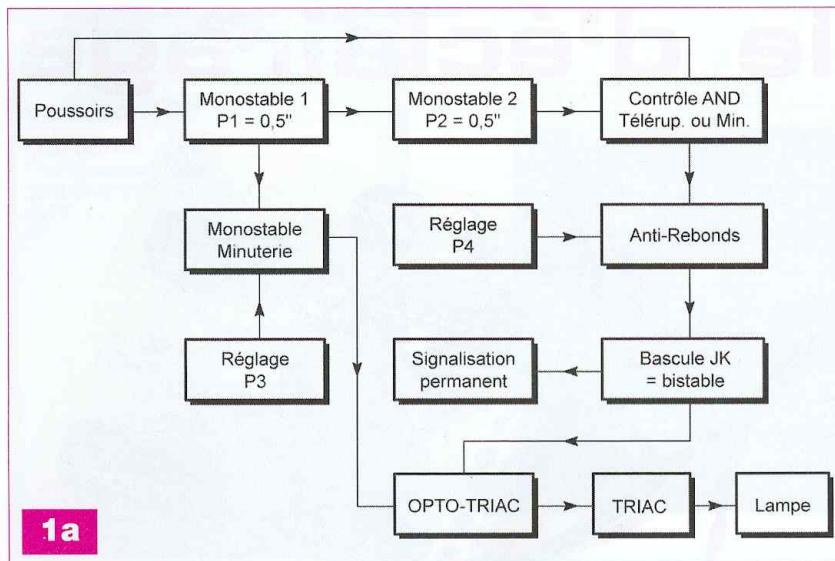 Poussoirs
Monostable 1
P1 = 0,5"
Monostable 2
P2 = 0,5"
Contrôle AND
Télérup. ou Min.
Monostable
Minuterie
Réglage
P4
Anti-Rebonds
Réglage
P3
Signalisation
permanent
Bascule JK
= bistable
OPTO-TRIAC
TRIAC
Lampe
1a